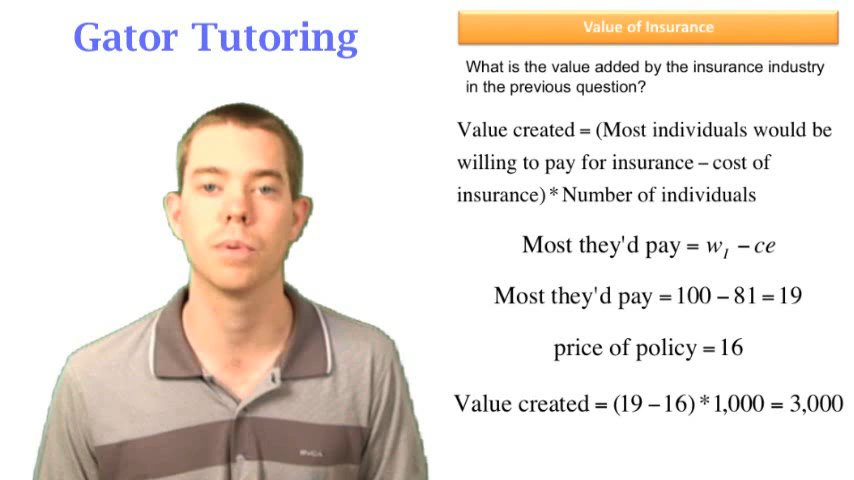 Gator Tutoring
Value of Insurance
What is the value added by the insurance industry
in the previous question?
Value created = (Most individuals would be
willing to pay for insurance – cost of
insurance) * Number of individuals
Most they'd pay = w_I – ce
Most they'd pay = 100 – 81 = 19
price of policy = 16
Value created = (19 – 16) * 1,000 = 3,000
RVCA